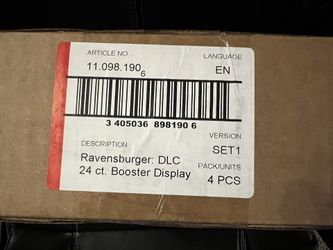 ARTICLE NO.
LANGUAGE
11.098.190 6
EN
3 405036 898190 6
VERSION
SET1
DESCRIPTION
Ravensburger: DLC
24 ct. Booster Display
PACK/UNITS
4 PCS